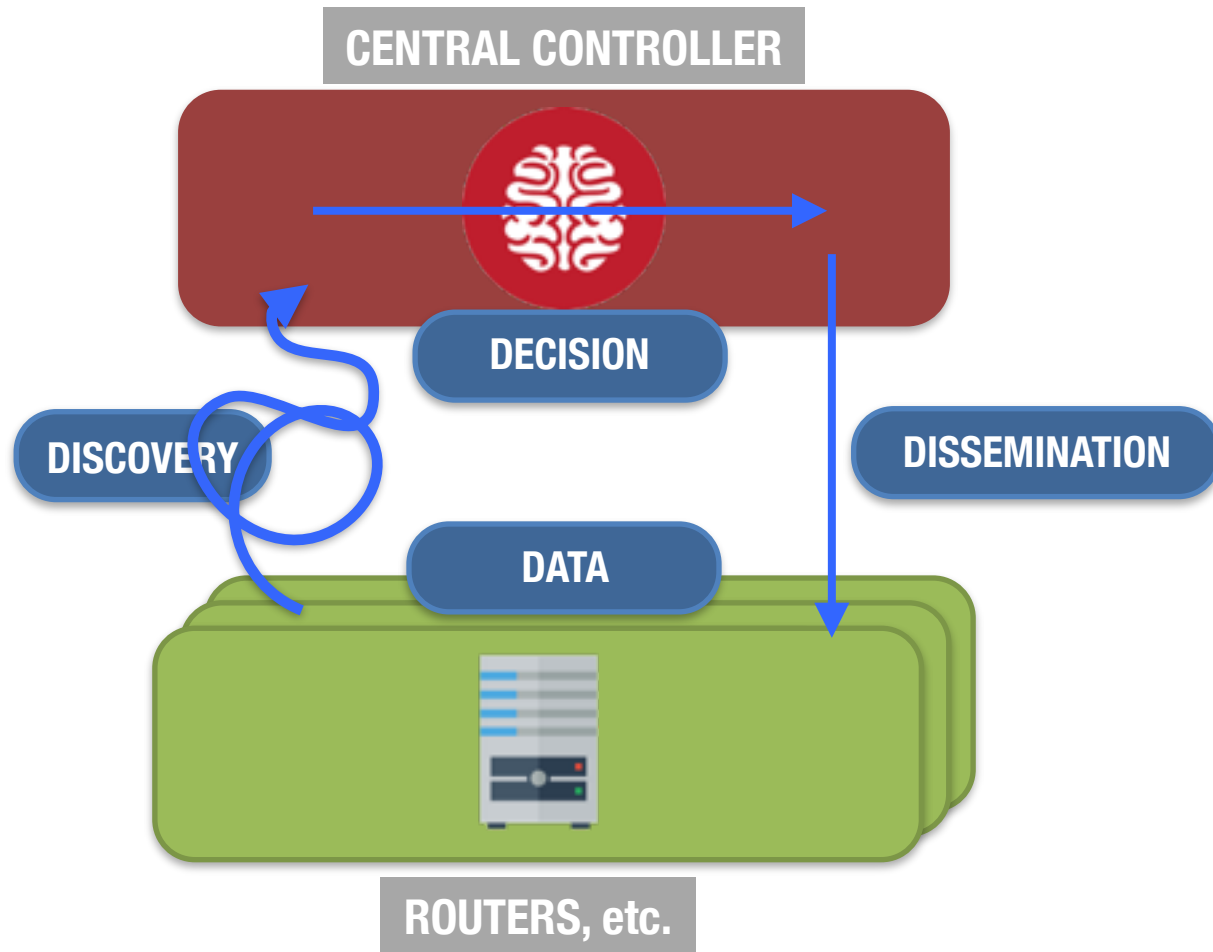 CENTRAL CONTROLLER
DECISION
DISCOVERY
DISSEMINATION
DATA
ROUTERS, etc.